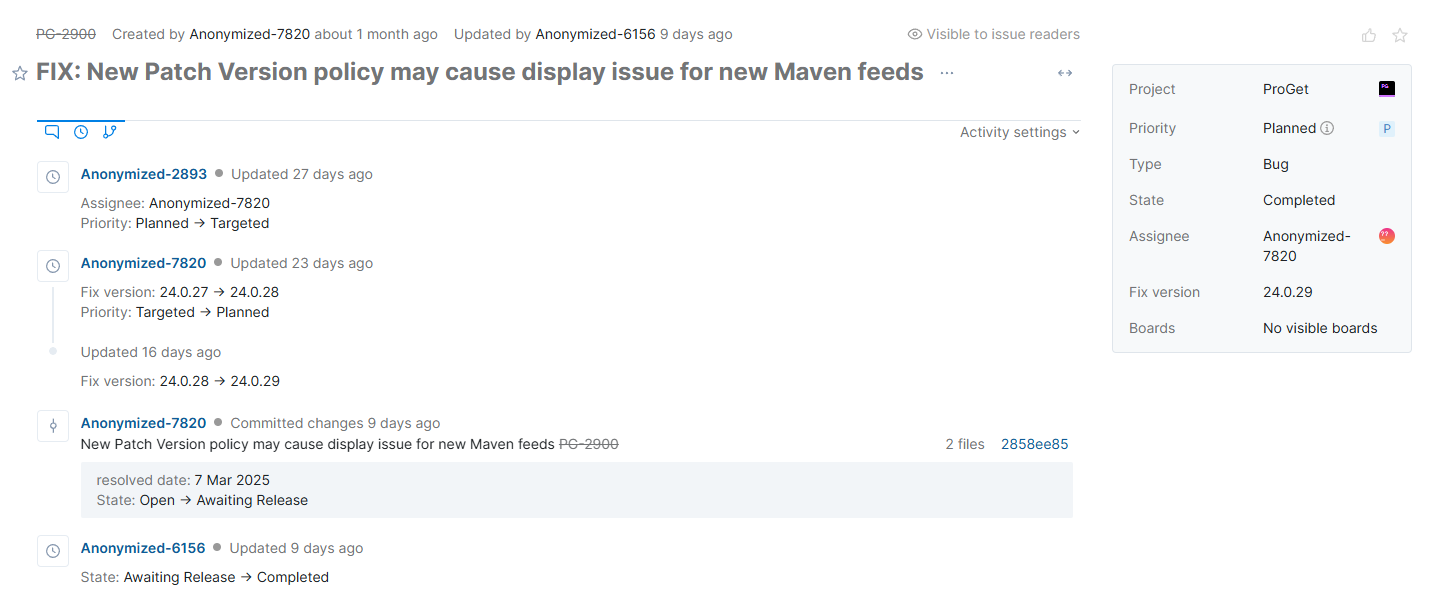 PG-2900 Created by Anonymized-7820 about 1 month ago Updated by Anonymized-6156 9 days ago Visible to issue readers
FIX: New Patch Version policy may cause display issue for new Maven feeds ...
Activity settings
Anonymized-2893 Updated 27 days ago
Assignee: Anonymized-7820
Priority: Planned → Targeted
Anonymized-7820 Updated 23 days ago
Fix version: 24.0.27 → 24.0.28
Priority: Targeted → Planned
Updated 16 days ago
Fix version: 24.0.28 → 24.0.29
Anonymized-7820 Committed changes 9 days ago
New Patch Version policy may cause display issue for new Maven feeds PG-2900 2 files 2858ee85
resolved date: 7 Mar 2025
State: Open → Awaiting Release
Anonymized-6156 Updated 9 days ago
State: Awaiting Release → Completed
Project ProGet PG
Priority Planned P
Type Bug
State Completed
Assignee Anonymized-
7820 ??
Fix version 24.0.29
Boards No visible boards